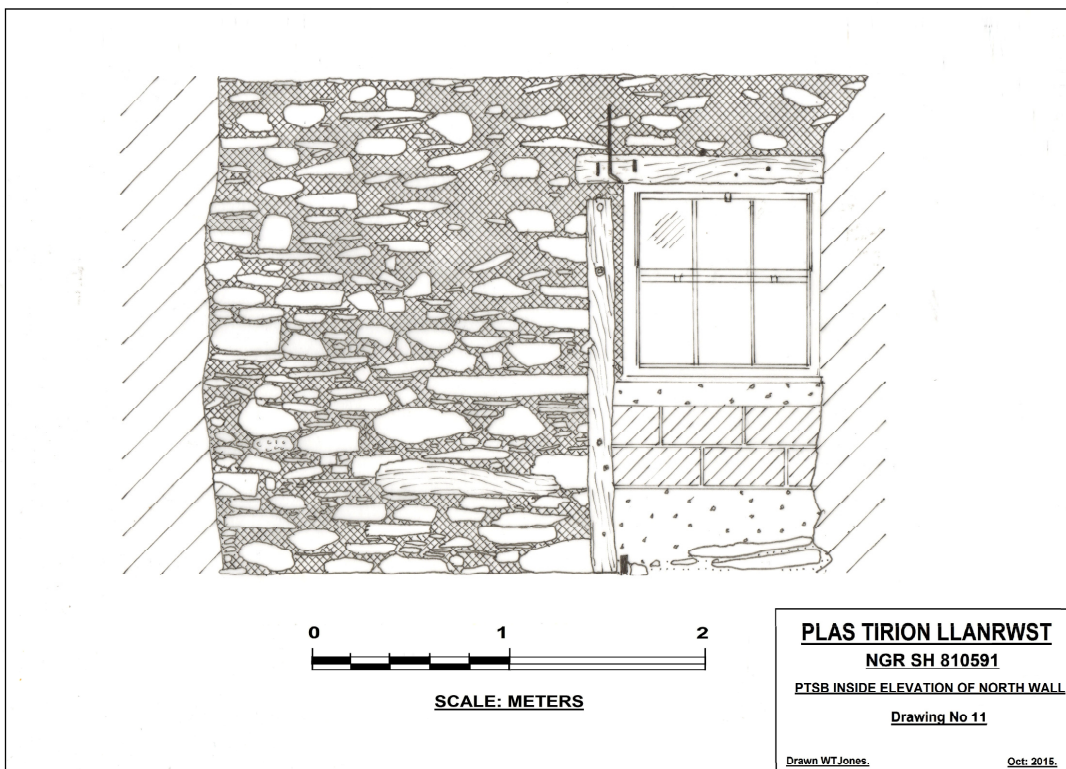 0 1 2
SCALE: METERS
PLAS TIRION LLANRWST
NGR SH 810591
PTSB INSIDE ELEVATION OF NORTH WALL
Drawing No 11
Drawn WTJones. Oct: 2015.